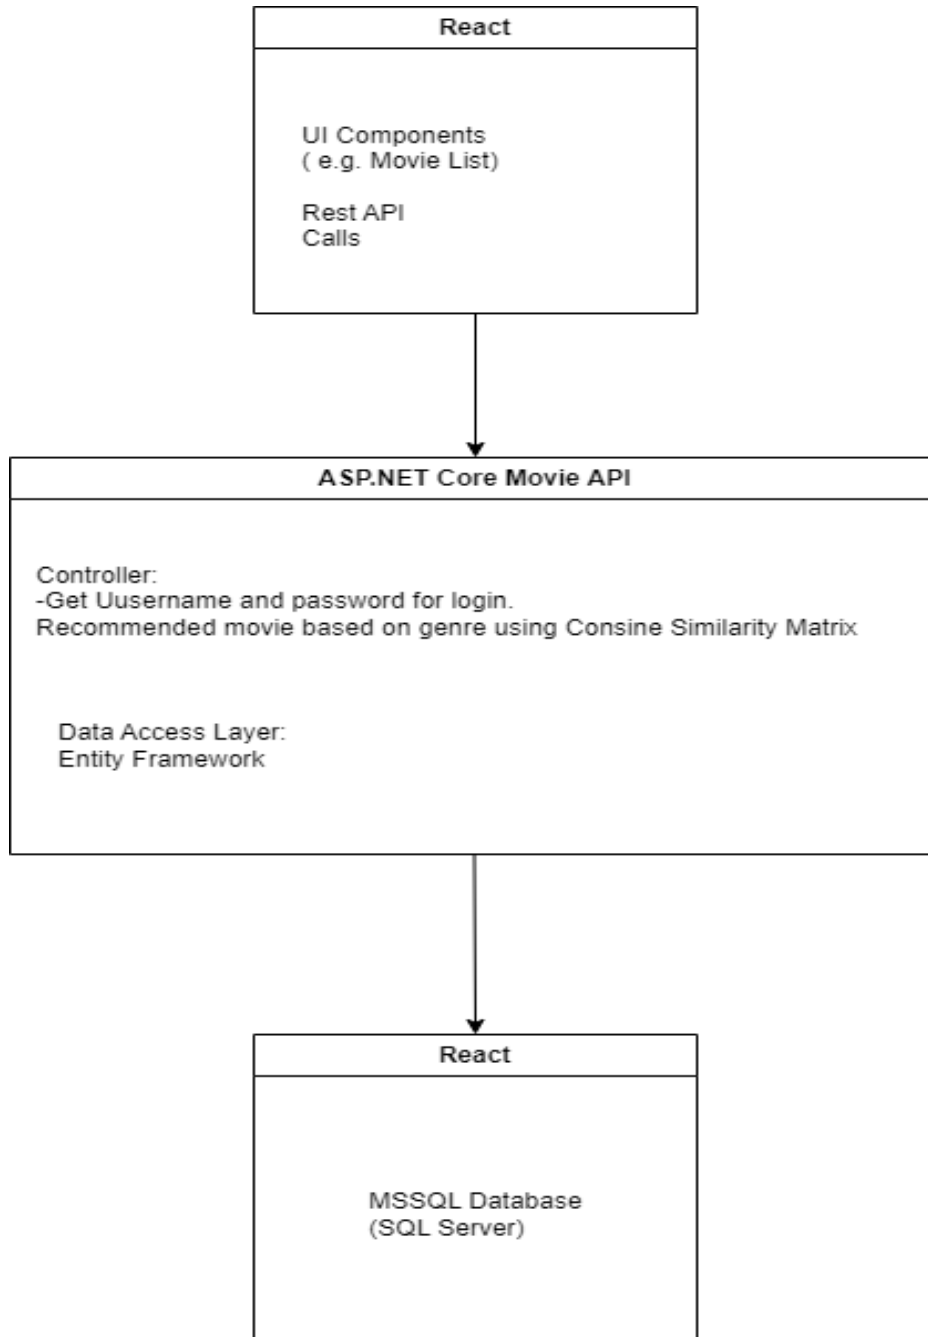 React
UI Components
( e.g. Movie List)
Rest API
Calls
ASP.NET Core Movie API
Controller:
-Get Uusername and password for login.
Recommended movie based on genre using Consine Similarity Matrix
Data Access Layer:
Entity Framework
React
MSSQL Database
(SQL Server)